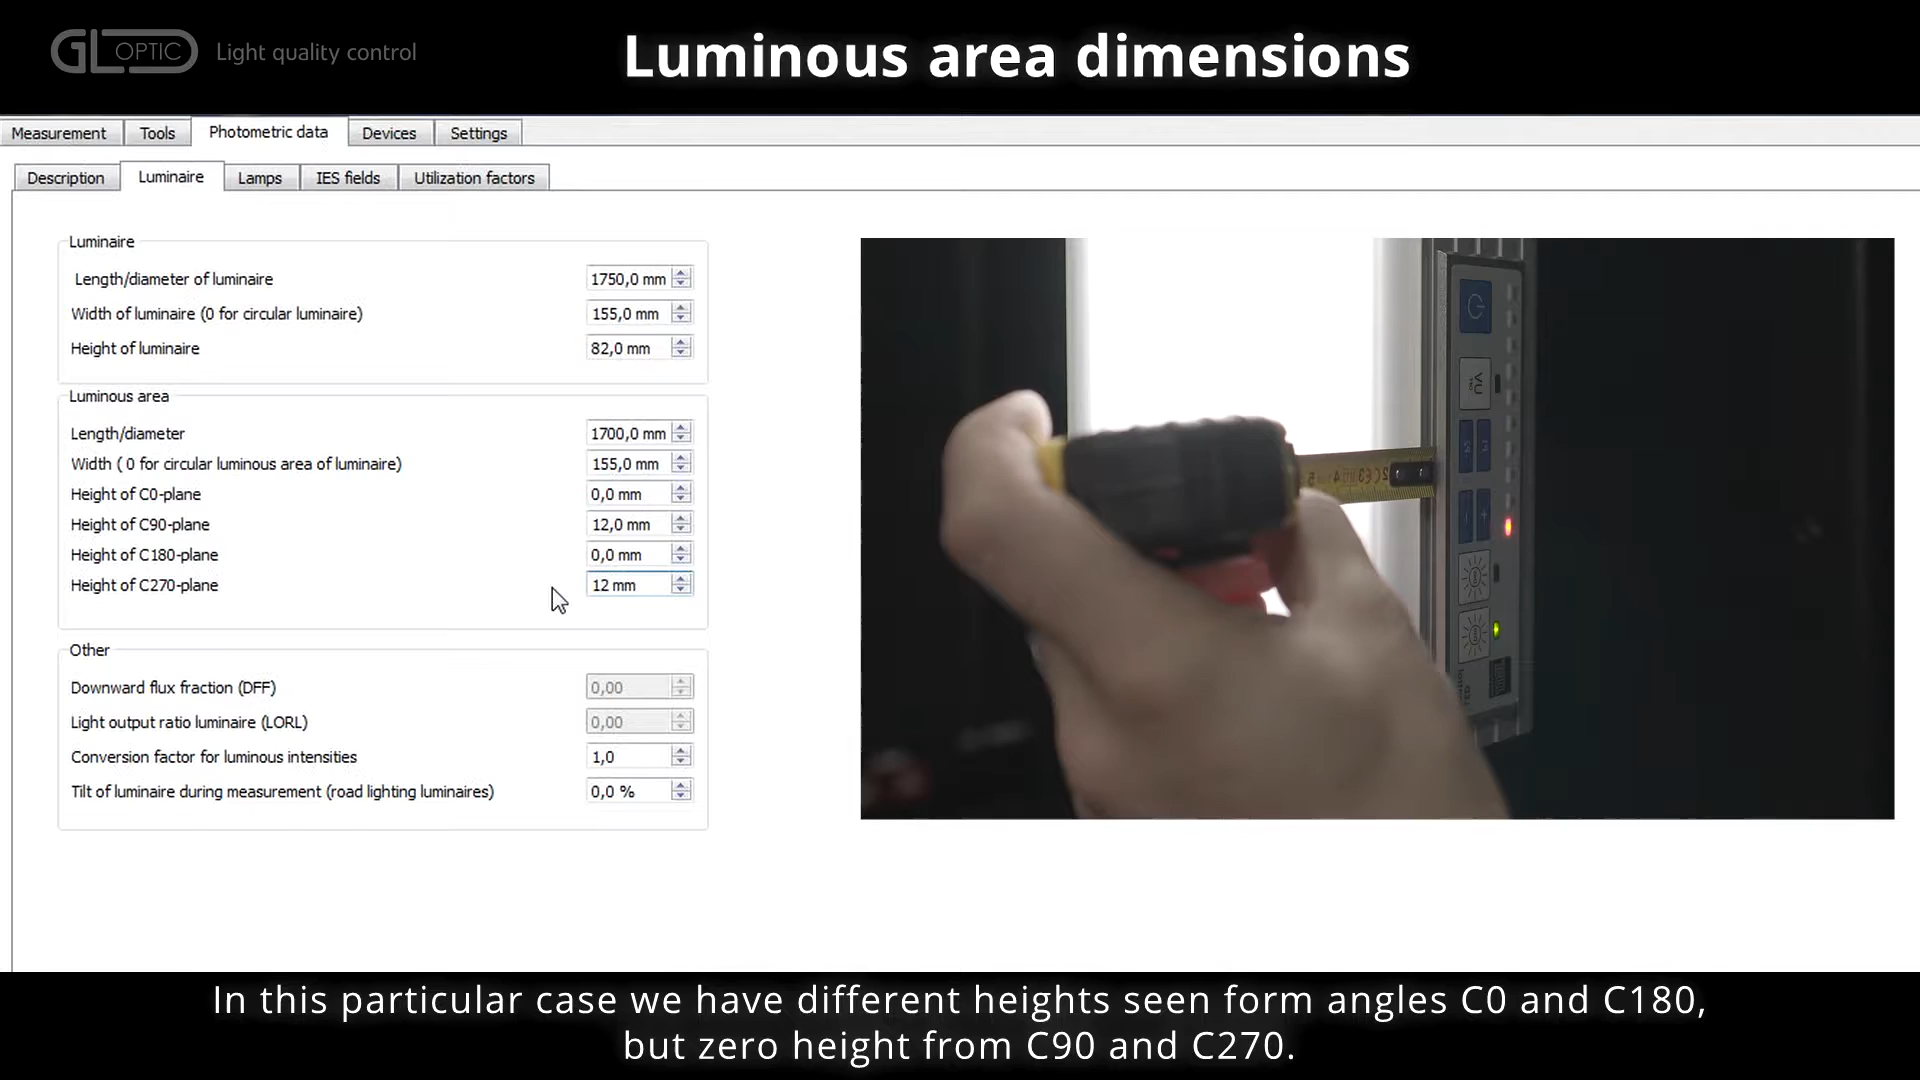 GL OPTIC Light quality control
Luminous area dimensions
Measurement Tools Photometric data Devices Settings
Description Luminaire Lamps IES fields Utilization factors
Luminaire
Length/diameter of luminaire 1750,0 mm
Width of luminaire (0 for circular luminaire) 155,0 mm
Height of luminaire 82,0 mm
Luminous area
Length/diameter 1700,0 mm
Width ( 0 for circular luminous area of luminaire) 155,0 mm
Height of C0-plane 0,0 mm
Height of C90-plane 12,0 mm
Height of C180-plane 0,0 mm
Height of C270-plane 12 mm
Other
Downward flux fraction (DFF) 0,00
Light output ratio luminaire (LORL) 0,00
Conversion factor for luminous intensities 1,0
Tilt of luminaire during measurement (road lighting luminaires) 0,0 %
VU
In this particular case we have different heights seen form angles C0 and C180,
but zero height from C90 and C270.